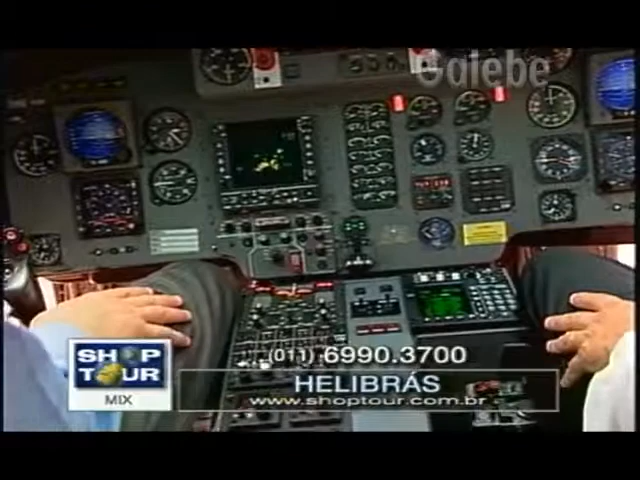 Galebe
SHOP
TOUR
MIX
(011) 6990.3700
HELIBRÁS
www.shoptour.com.br